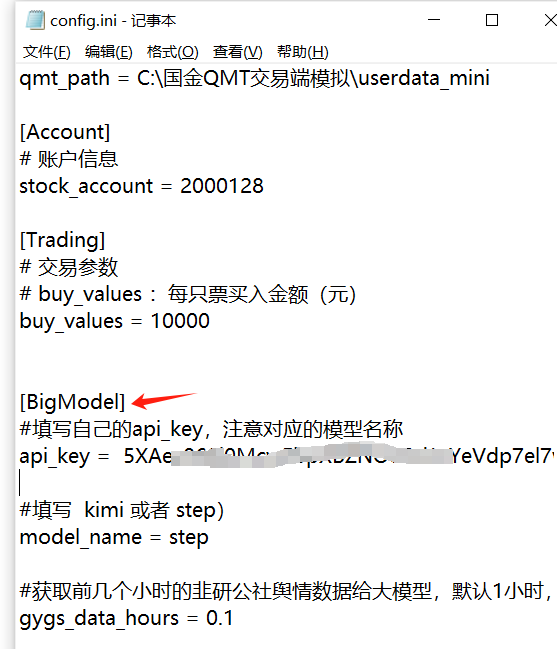 config.ini - 记事本
文件(F) 编辑(E) 格式(O) 查看(V) 帮助(H)
qmt_path = C:\国金QMT交易端模拟\userdata_mini
[Account]
# 账户信息
stock_account = 2000128
[Trading]
# 交易参数
# buy_values ：每只票买入金额（元）
buy_values = 10000
[BigModel]
#填写自己的api_key，注意对应的模型名称
api_key =
#填写 kimi 或者 step）
model_name = step
#获取前几个小时的韭研公社舆情数据给大模型，默认1小时，
gygs_data_hours = 0.1